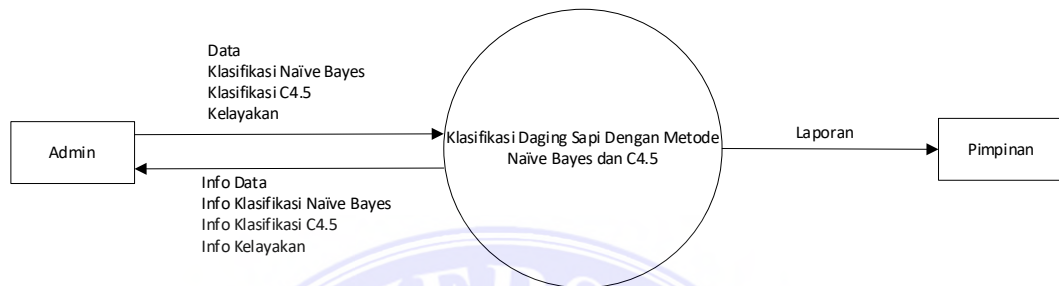 Data
Klasifikasi Naïve Bayes
Klasifikasi C4.5
Kelayakan
Admin
Info Data
Info Klasifikasi Naïve Bayes
Info Klasifikasi C4.5
Info Kelayakan
Klasifikasi Daging Sapi Dengan Metode
Naïve Bayes dan C4.5
Laporan
Pimpinan